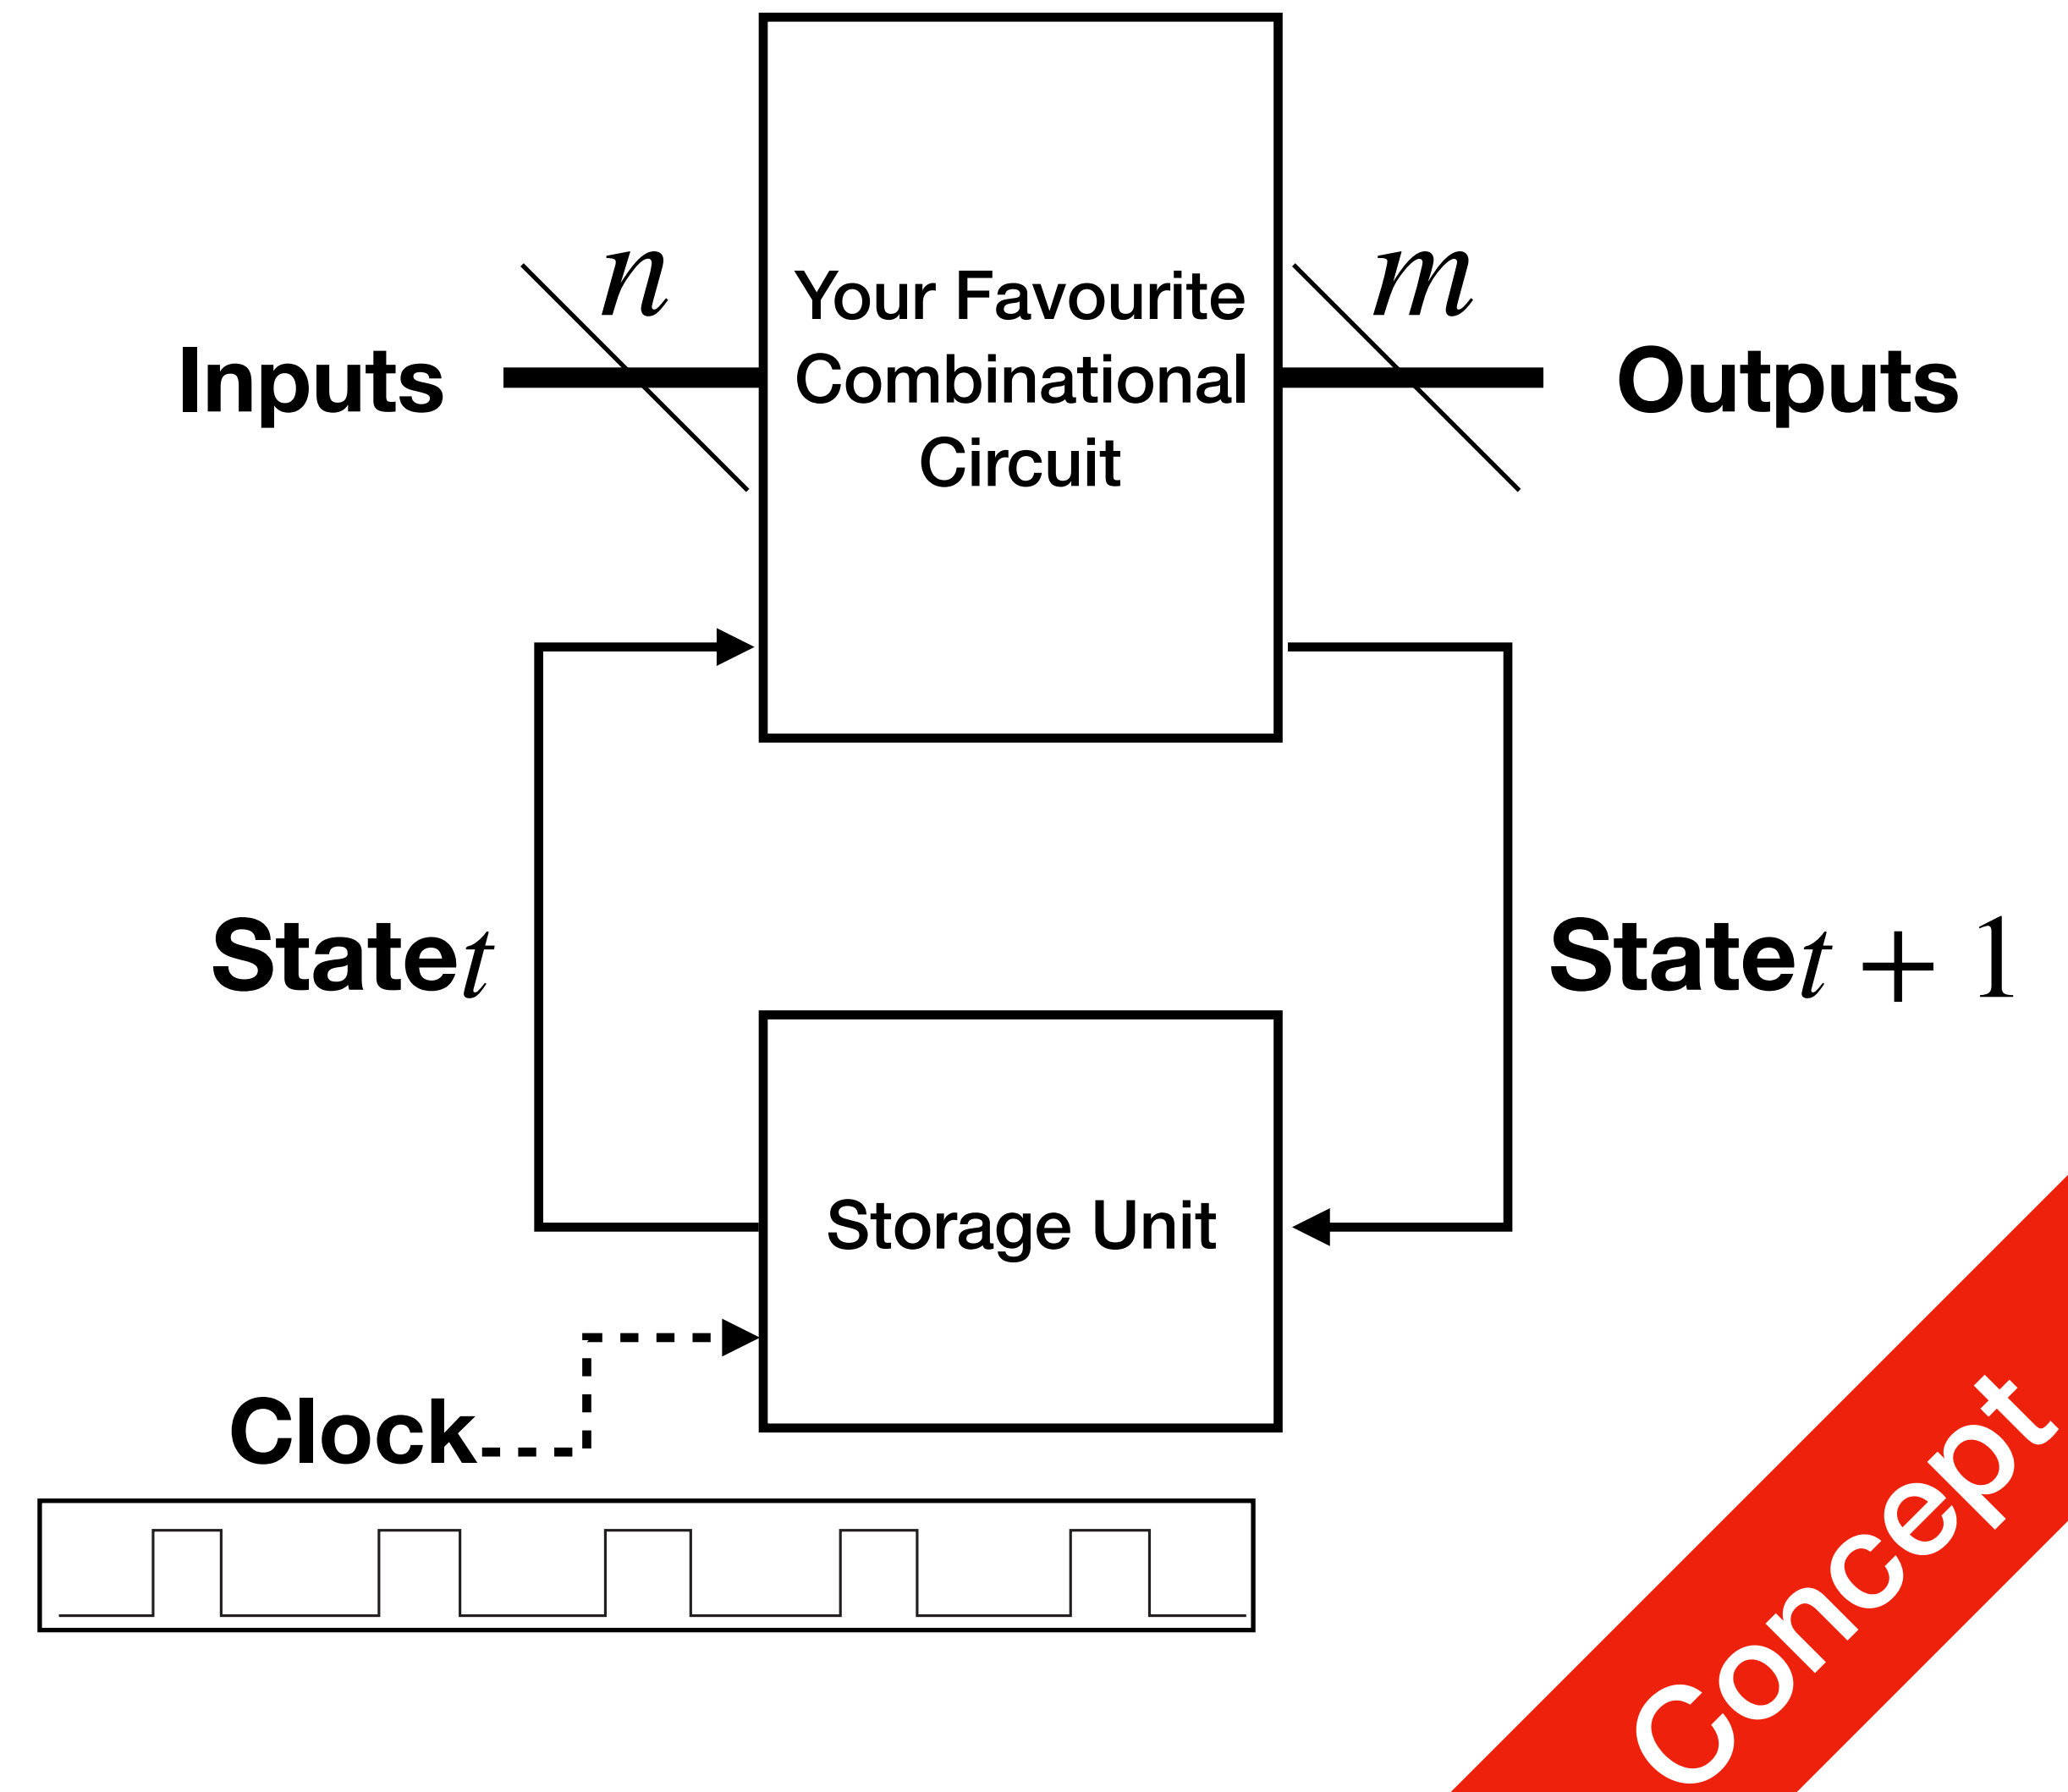 Your Favourite
Combinational
Circuit
n
m
Inputs
Outputs
State t
State t + 1
Storage Unit
Clock
Concept